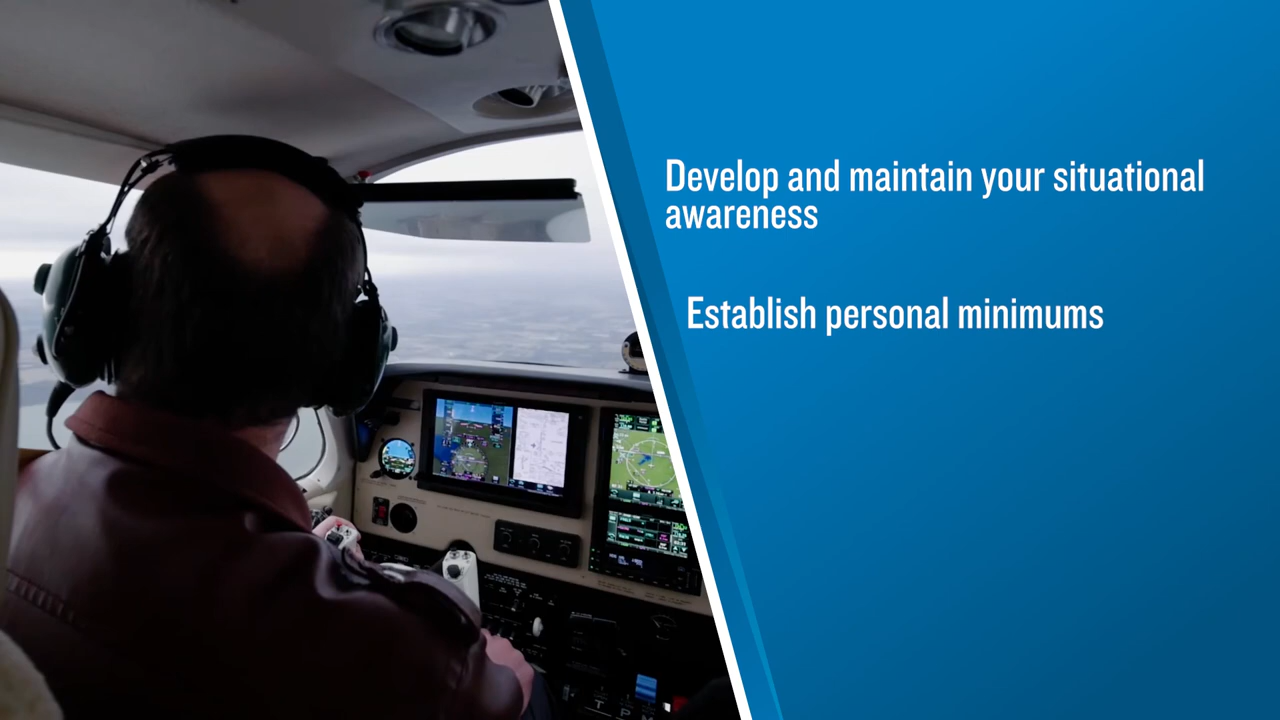 Develop and maintain your situational
awareness
Establish personal minimums
T P M